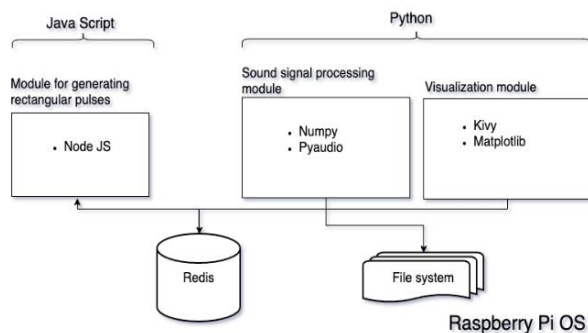 Java Script
Python
Module for generating
rectangular pulses
Sound signal processing
module
Visualization module
• Node JS
• Numpy
• Pyaudio
• Kivy
• Matplotlib
Redis
File system
Raspberry Pi OS